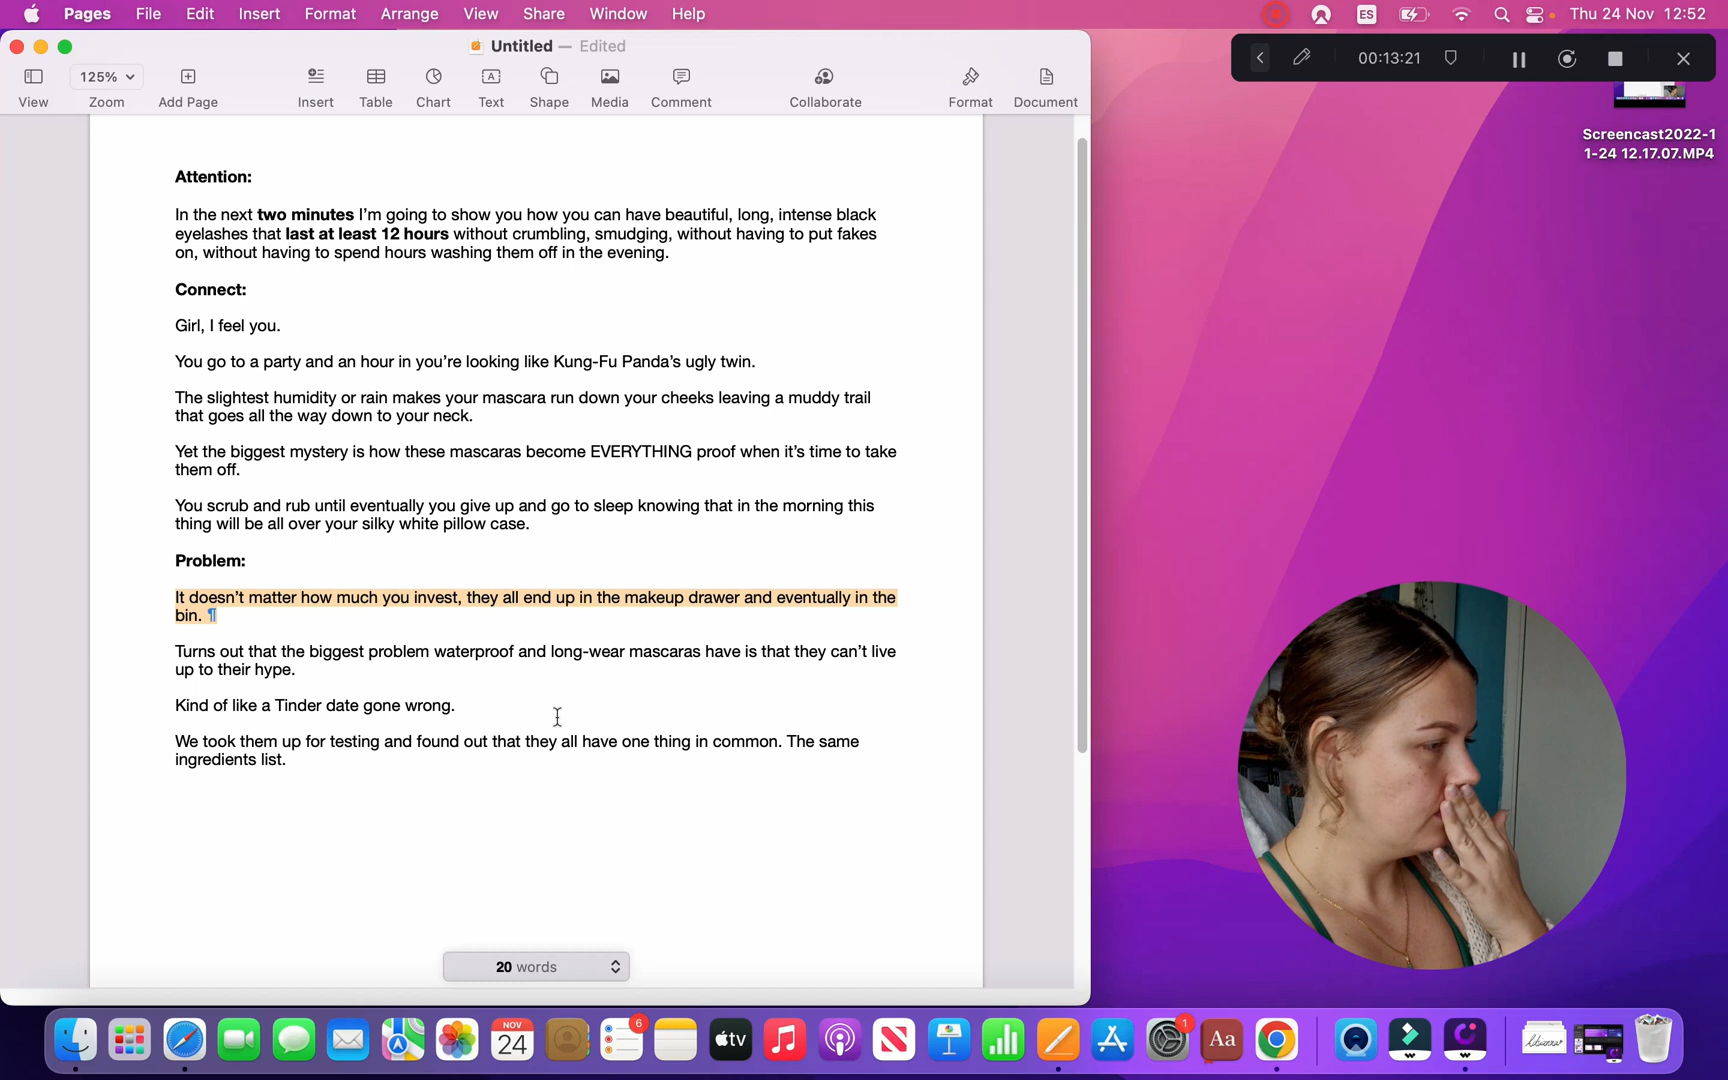 Pages File Edit Insert Format Arrange View Share Window Help
ES
Thu 24 Nov 12:52
Untitled — Edited
00:13:21
125%
View Zoom Add Page Insert Table Chart Text Shape Media Comment Collaborate Format Document
Screencast2022-1
1-24 12.17.07.MP4
Attention:
In the next two minutes I’m going to show you how you can have beautiful, long, intense black
eyelashes that last at least 12 hours without crumbling, smudging, without having to put fakes
on, without having to spend hours washing them off in the evening.
Connect:
Girl, I feel you.
You go to a party and an hour in you’re looking like Kung-Fu Panda’s ugly twin.
The slightest humidity or rain makes your mascara run down your cheeks leaving a muddy trail
that goes all the way down to your neck.
Yet the biggest mystery is how these mascaras become EVERYTHING proof when it’s time to take
them off.
You scrub and rub until eventually you give up and go to sleep knowing that in the morning this
thing will be all over your silky white pillow case.
Problem:
It doesn’t matter how much you invest, they all end up in the makeup drawer and eventually in the
bin. ¶
Turns out that the biggest problem waterproof and long-wear mascaras have is that they can’t live
up to their hype.
Kind of like a Tinder date gone wrong.
We took them up for testing and found out that they all have one thing in common. The same
ingredients list.
20 words
NOV
24
6
tv
1
Aa